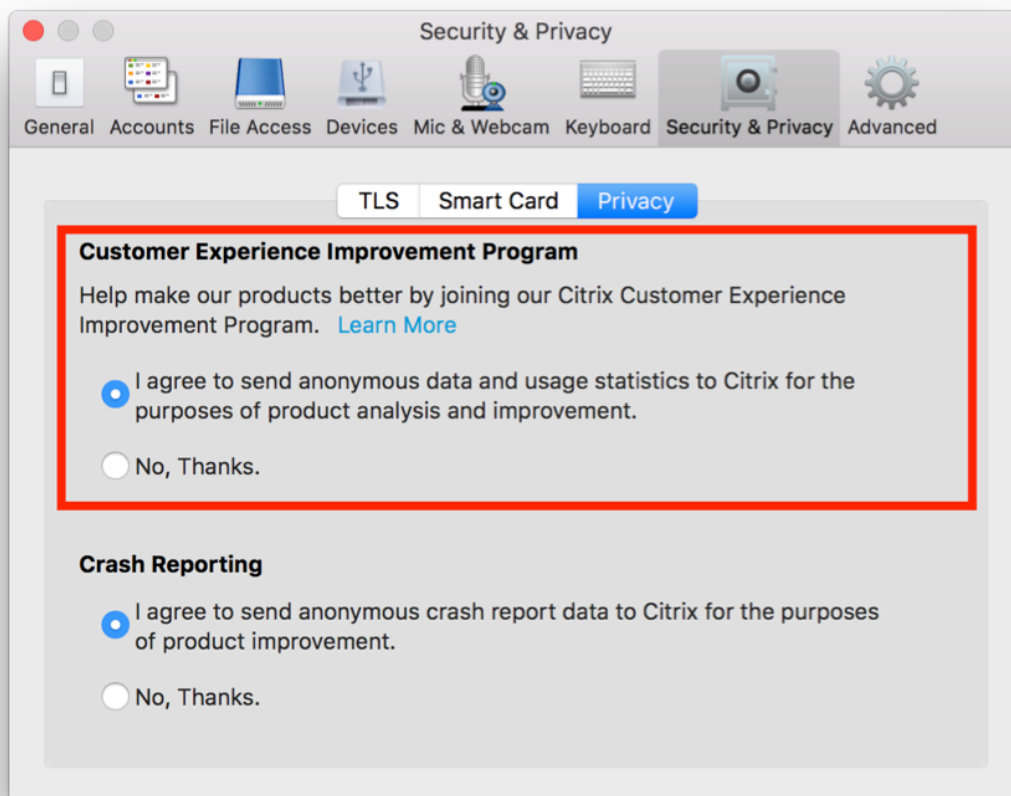 Security & Privacy
General Accounts File Access Devices Mic & Webcam Keyboard Security & Privacy Advanced
TLS Smart Card Privacy
Customer Experience Improvement Program
Help make our products better by joining our Citrix Customer Experience
Improvement Program. Learn More
I agree to send anonymous data and usage statistics to Citrix for the
purposes of product analysis and improvement.
No, Thanks.
Crash Reporting
I agree to send anonymous crash report data to Citrix for the purposes
of product improvement.
No, Thanks.